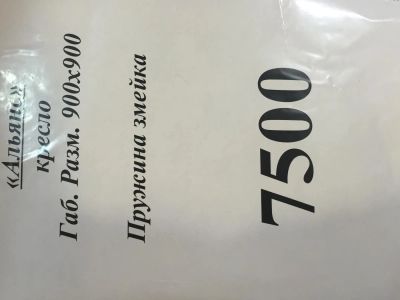 «Альянс»
кресло
Габ. Разм. 900х900
Пружина змейка
7500